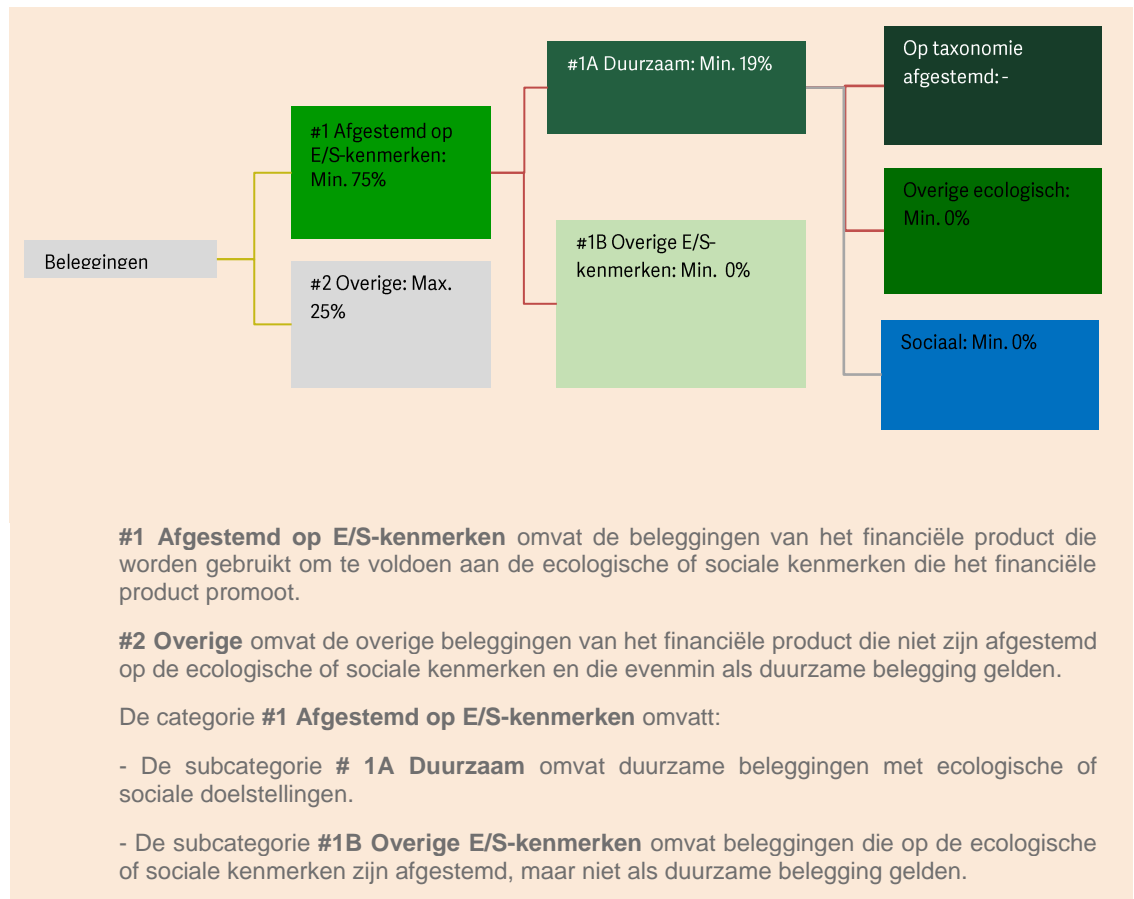 Beleggingen
#1 Afgestemd op
E/S-kenmerken:
Min. 75%
#2 Overige: Max.
25%
#1A Duurzaam: Min. 19%
#1B Overige E/S-
kenmerken: Min. 0%
Op taxonomie
afgestemd: -
Overige ecologisch:
Min. 0%
Sociaal: Min. 0%
#1 Afgestemd op E/S-kenmerken omvat de beleggingen van het financiële product die
worden gebruikt om te voldoen aan de ecologische of sociale kenmerken die het financiële
product promoot.
#2 Overige omvat de overige beleggingen van het financiële product die niet zijn afgestemd
op de ecologische of sociale kenmerken en die evenmin als duurzame belegging gelden.
De categorie #1 Afgestemd op E/S-kenmerken omvatt:
- De subcategorie # 1A Duurzaam omvat duurzame beleggingen met ecologische of
sociale doelstellingen.
- De subcategorie #1B Overige E/S-kenmerken omvat beleggingen die op de ecologische
of sociale kenmerken zijn afgestemd, maar niet als duurzame belegging gelden.